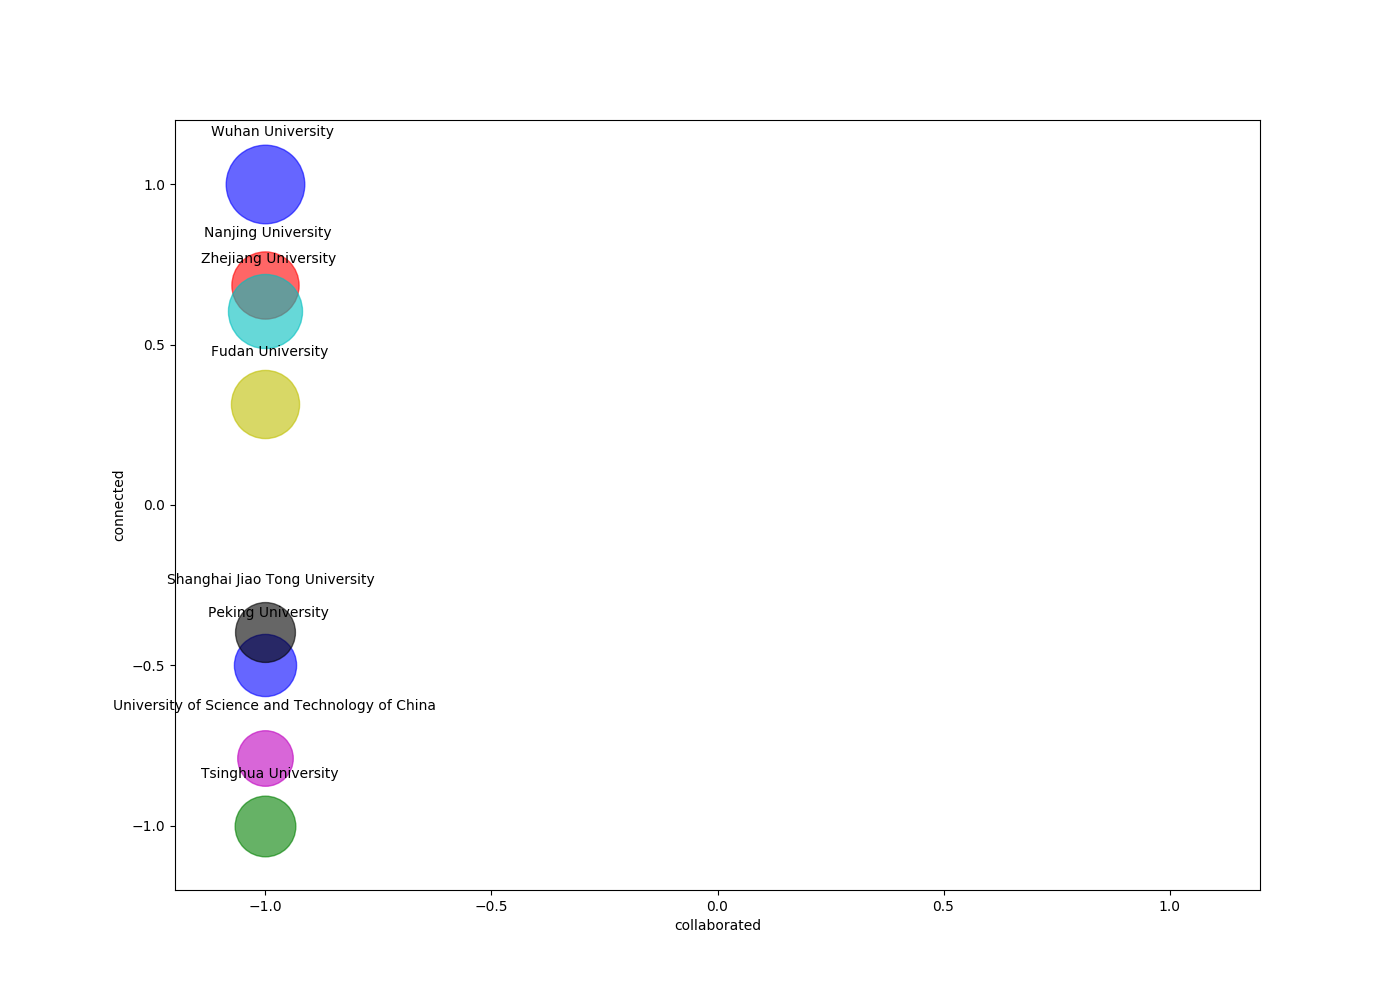 Wuhan University
1.0
Nanjing University
Zhejiang University
0.5
Fudan University
connected
0.0
Shanghai Jiao Tong University
Peking University
−0.5
University of Science and Technology of China
Tsinghua University
−1.0
−1.0 −0.5 0.0 0.5 1.0
collaborated